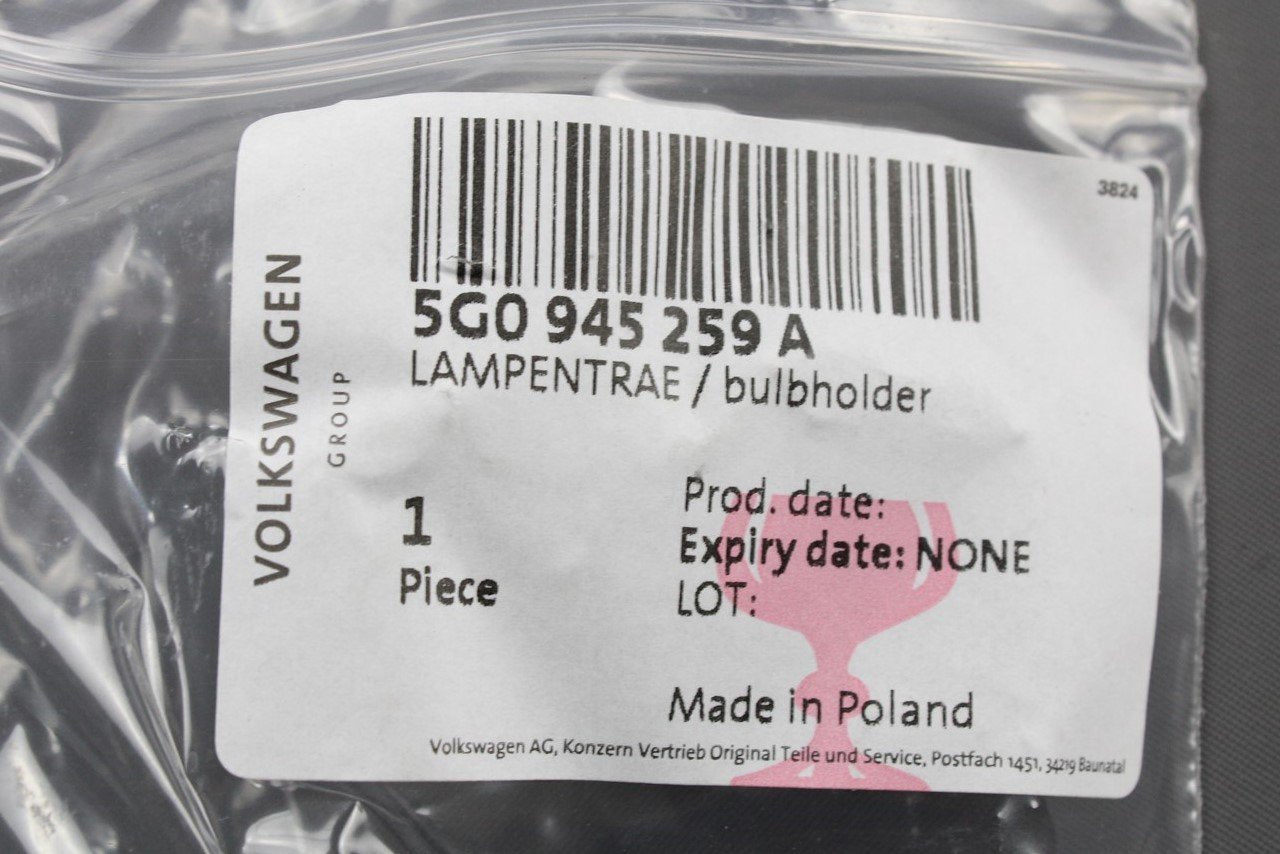 3824
VOLKSWAGEN
GROUP
5G0 945 259 A
LAMPENTRAE / bulbholder
1
Piece
Prod. date:
Expiry date: NONE
LOT:
Made in Poland
Volkswagen AG, Konzern Vertrieb Original Teile und Service, Postfach 1451, 34219 Baunatal